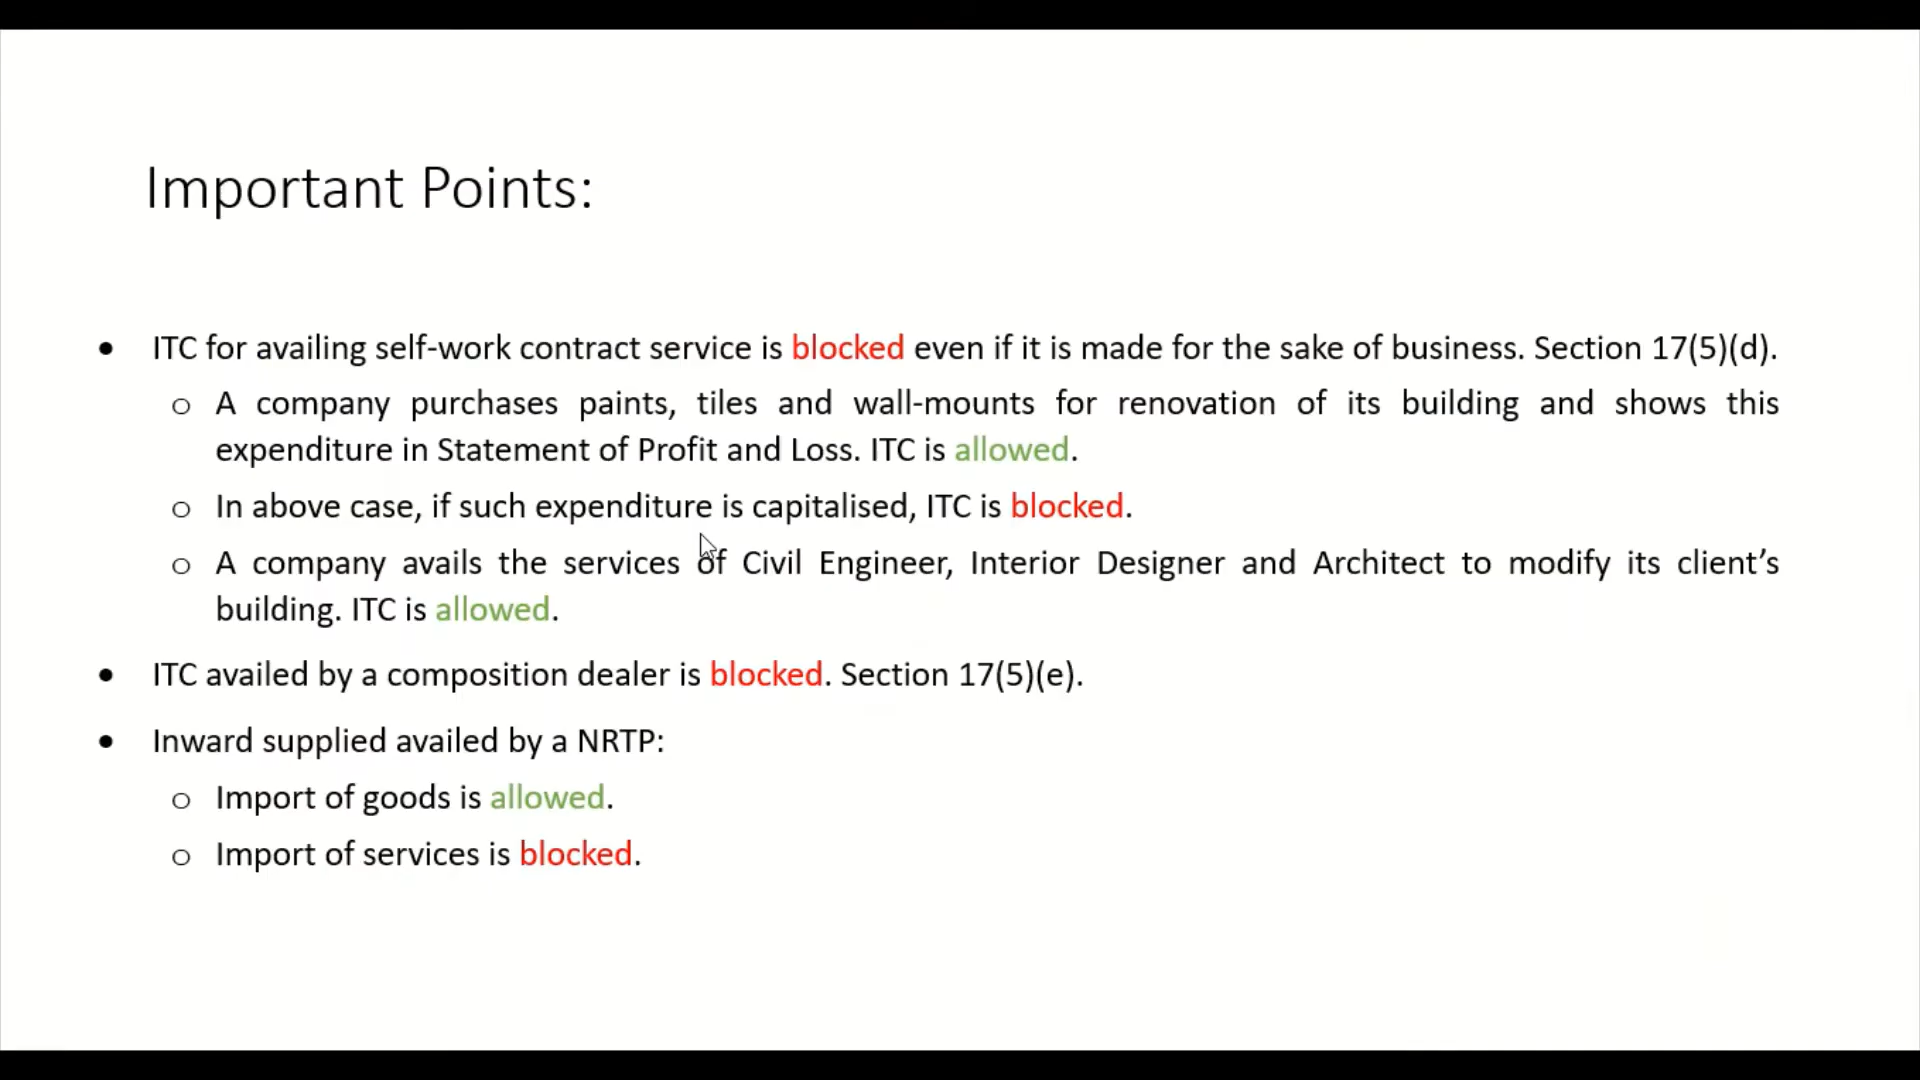 Important Points:
• ITC for availing self-work contract service is blocked even if it is made for the sake of business. Section 17(5)(d).
o A company purchases paints, tiles and wall-mounts for renovation of its building and shows this
expenditure in Statement of Profit and Loss. ITC is allowed.
o In above case, if such expenditure is capitalised, ITC is blocked.
o A company avails the services of Civil Engineer, Interior Designer and Architect to modify its client’s
building. ITC is allowed.
• ITC availed by a composition dealer is blocked. Section 17(5)(e).
• Inward supplied availed by a NRTP:
o Import of goods is allowed.
o Import of services is blocked.